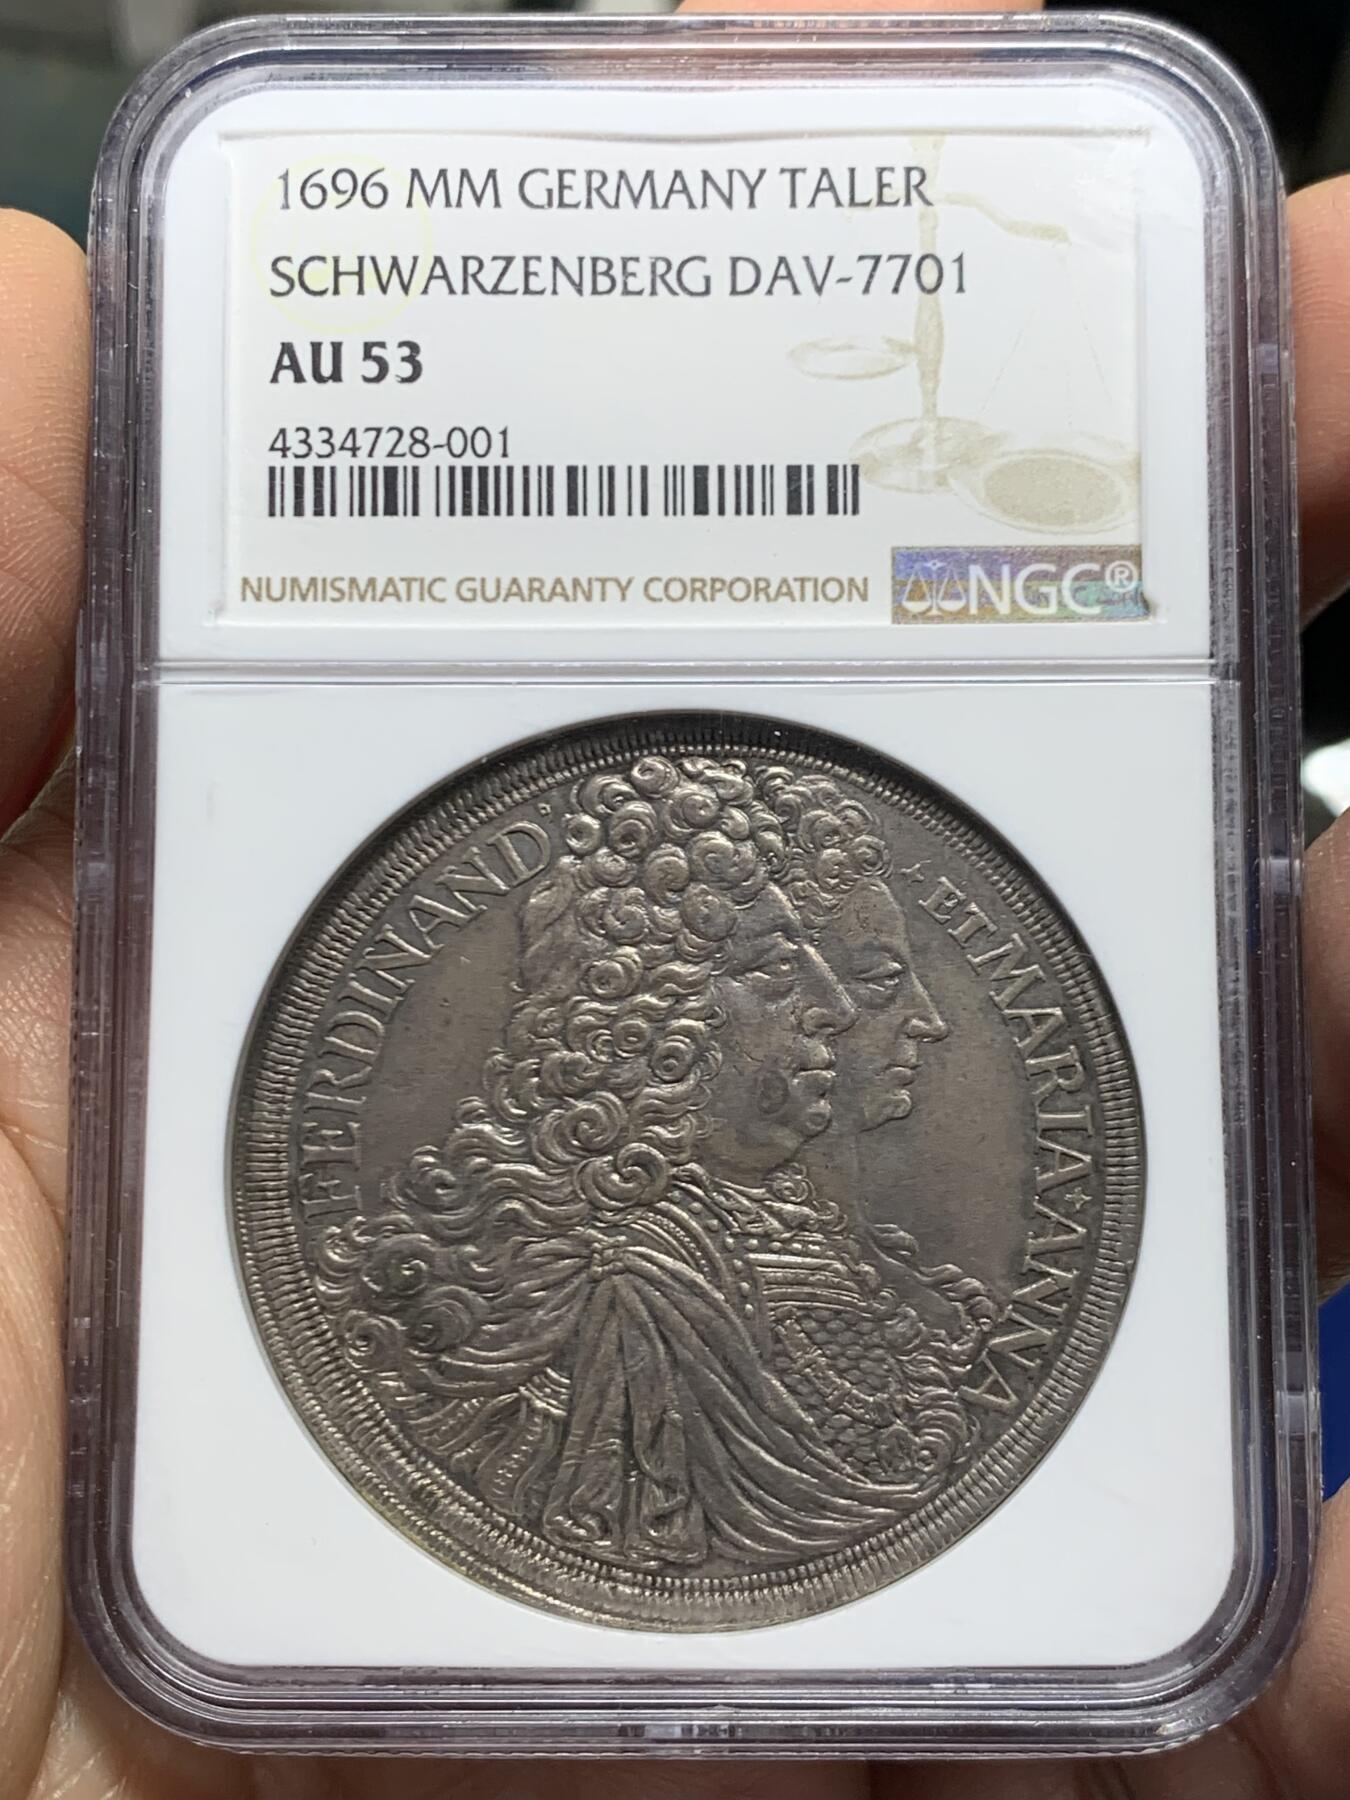 1696 MM GERMANY TALER
SCHWARZENBERG DAV-7701
AU 53
4334728-001
NUMISMATIC GUARANTY CORPORATION
NGC®
FERDINAND
ET MARIA ANNA